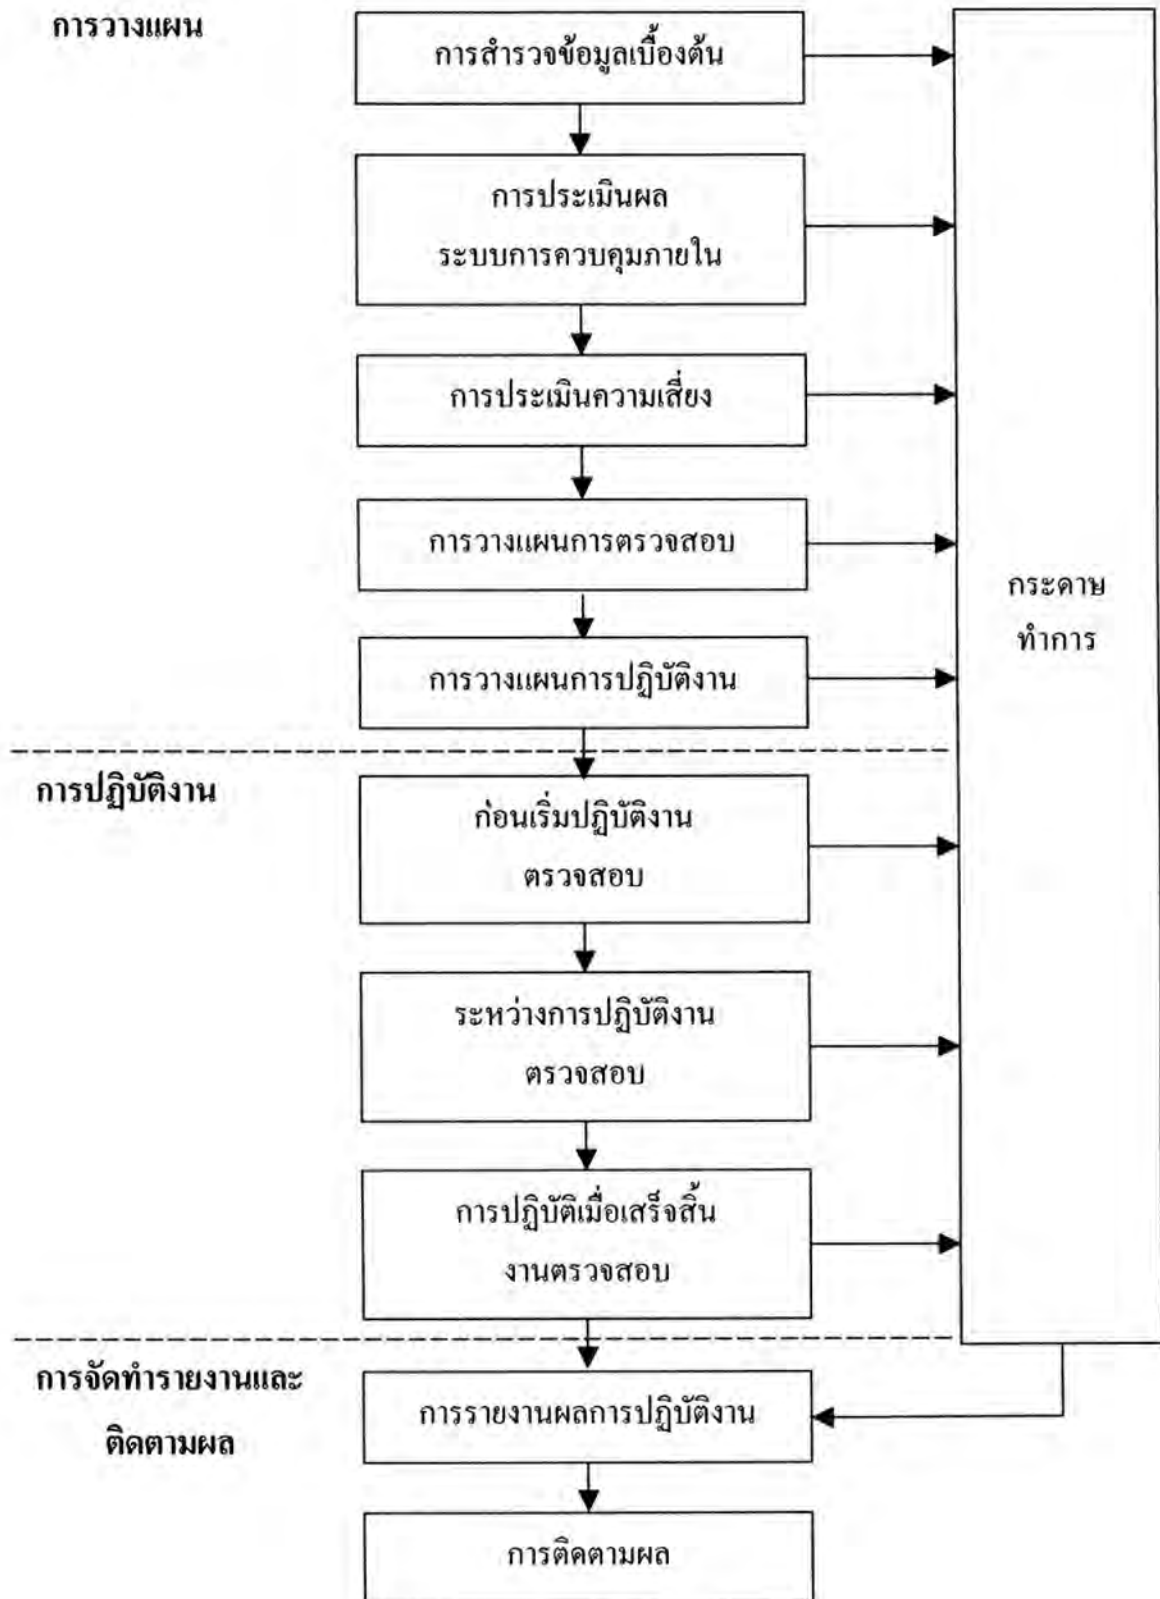 การวางแผน
การสำรวจข้อมูลเบื้องต้น
การประเมินผล
ระบบการควบคุมภายใน
การประเมินความเสี่ยง
การวางแผนการตรวจสอบ
การวางแผนการปฏิบัติงาน
กระดาษ
ทำการ
การปฏิบัติงาน
ก่อนเริ่มปฏิบัติงาน
ตรวจสอบ
ระหว่างการปฏิบัติงาน
ตรวจสอบ
การปฏิบัติเมื่อเสร็จสิ้น
งานตรวจสอบ
การจัดทำรายงานและ
ติดตามผล
การรายงานผลการปฏิบัติงาน
การติดตามผล